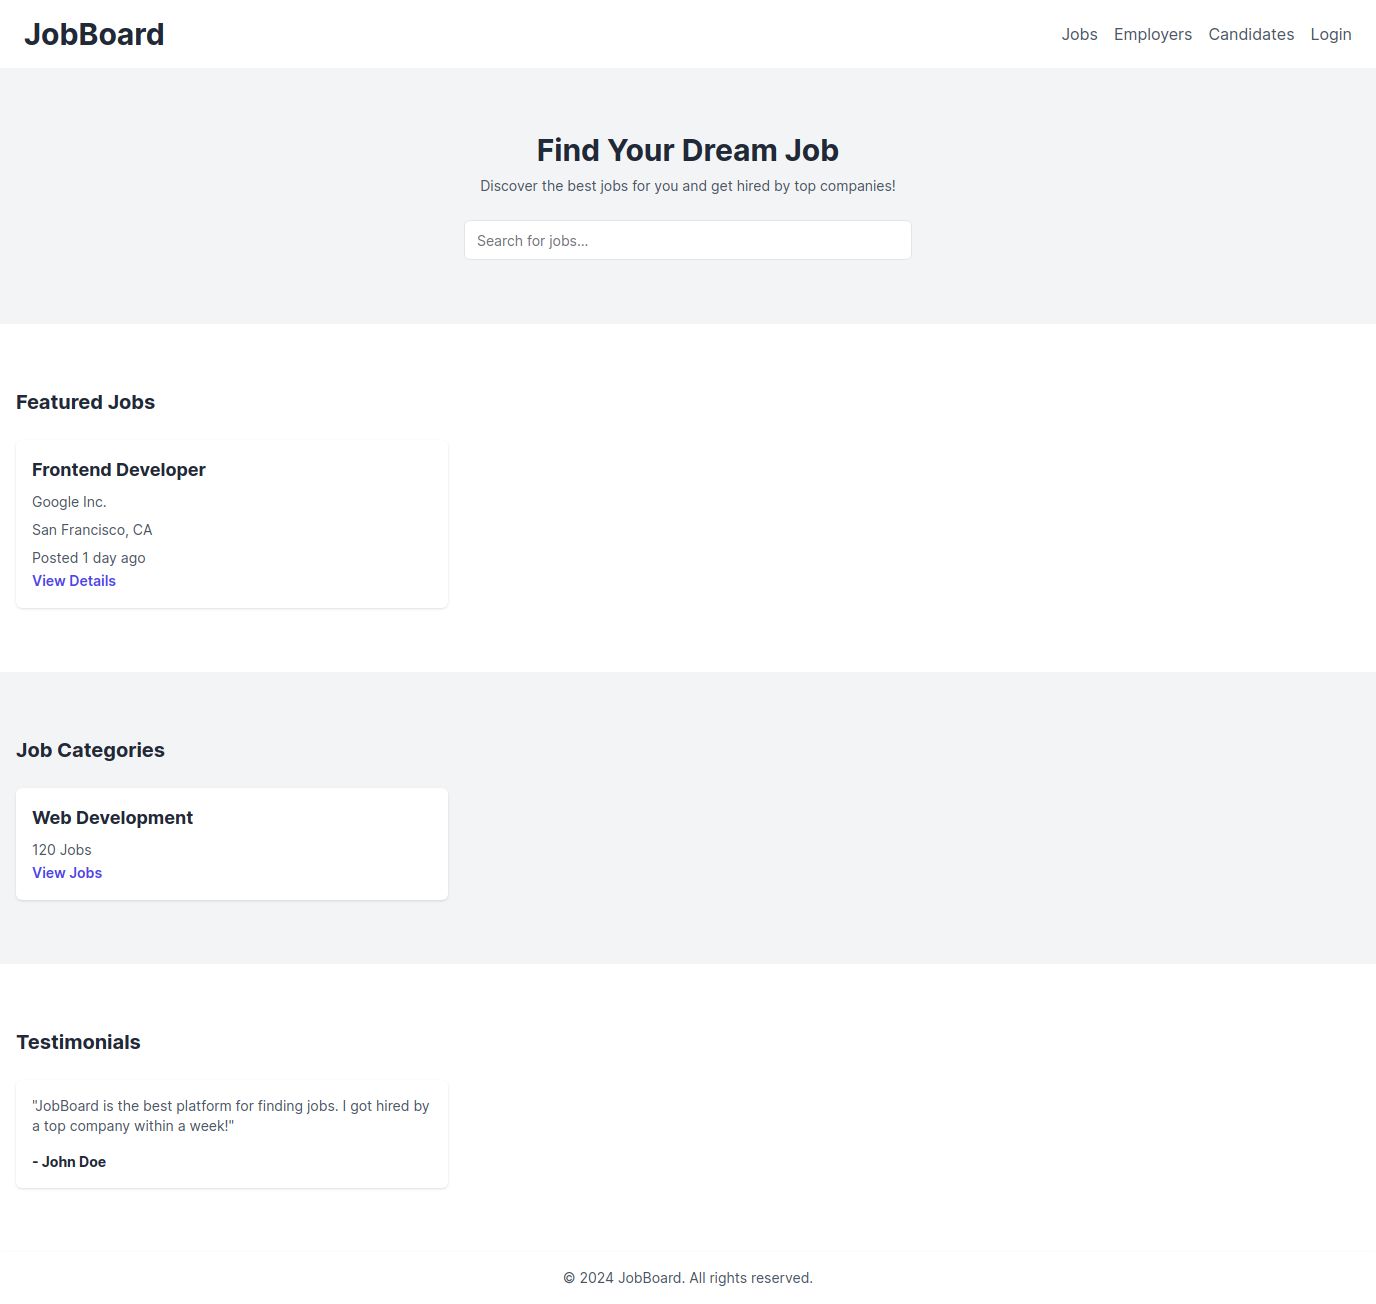 JobBoard
Jobs Employers Candidates Login
Find Your Dream Job
Discover the best jobs for you and get hired by top companies!
Search for jobs...
Featured Jobs
Frontend Developer
Google Inc.
San Francisco, CA
Posted 1 day ago
View Details
Job Categories
Web Development
120 Jobs
View Jobs
Testimonials
"JobBoard is the best platform for finding jobs. I got hired by
a top company within a week!"
- John Doe
© 2024 JobBoard. All rights reserved.